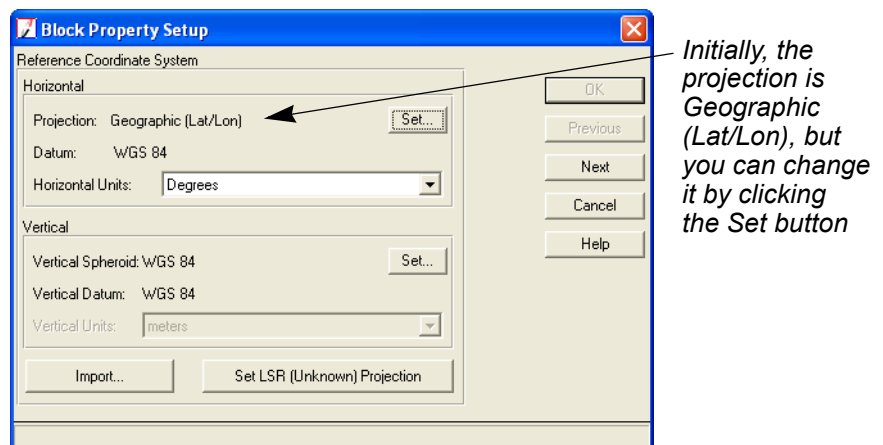 Block Property Setup
Reference Coordinate System
Horizontal
Projection: Geographic (Lat/Lon)
Set...
Datum: WGS 84
Horizontal Units: Degrees
Vertical
Vertical Spheroid: WGS 84
Set...
Vertical Datum: WGS 84
Vertical Units: meters
Import...
Set LSR (Unknown) Projection
OK
Previous
Next
Cancel
Help
Initially, the
projection is
Geographic
(Lat/Lon), but
you can change
it by clicking
the Set button